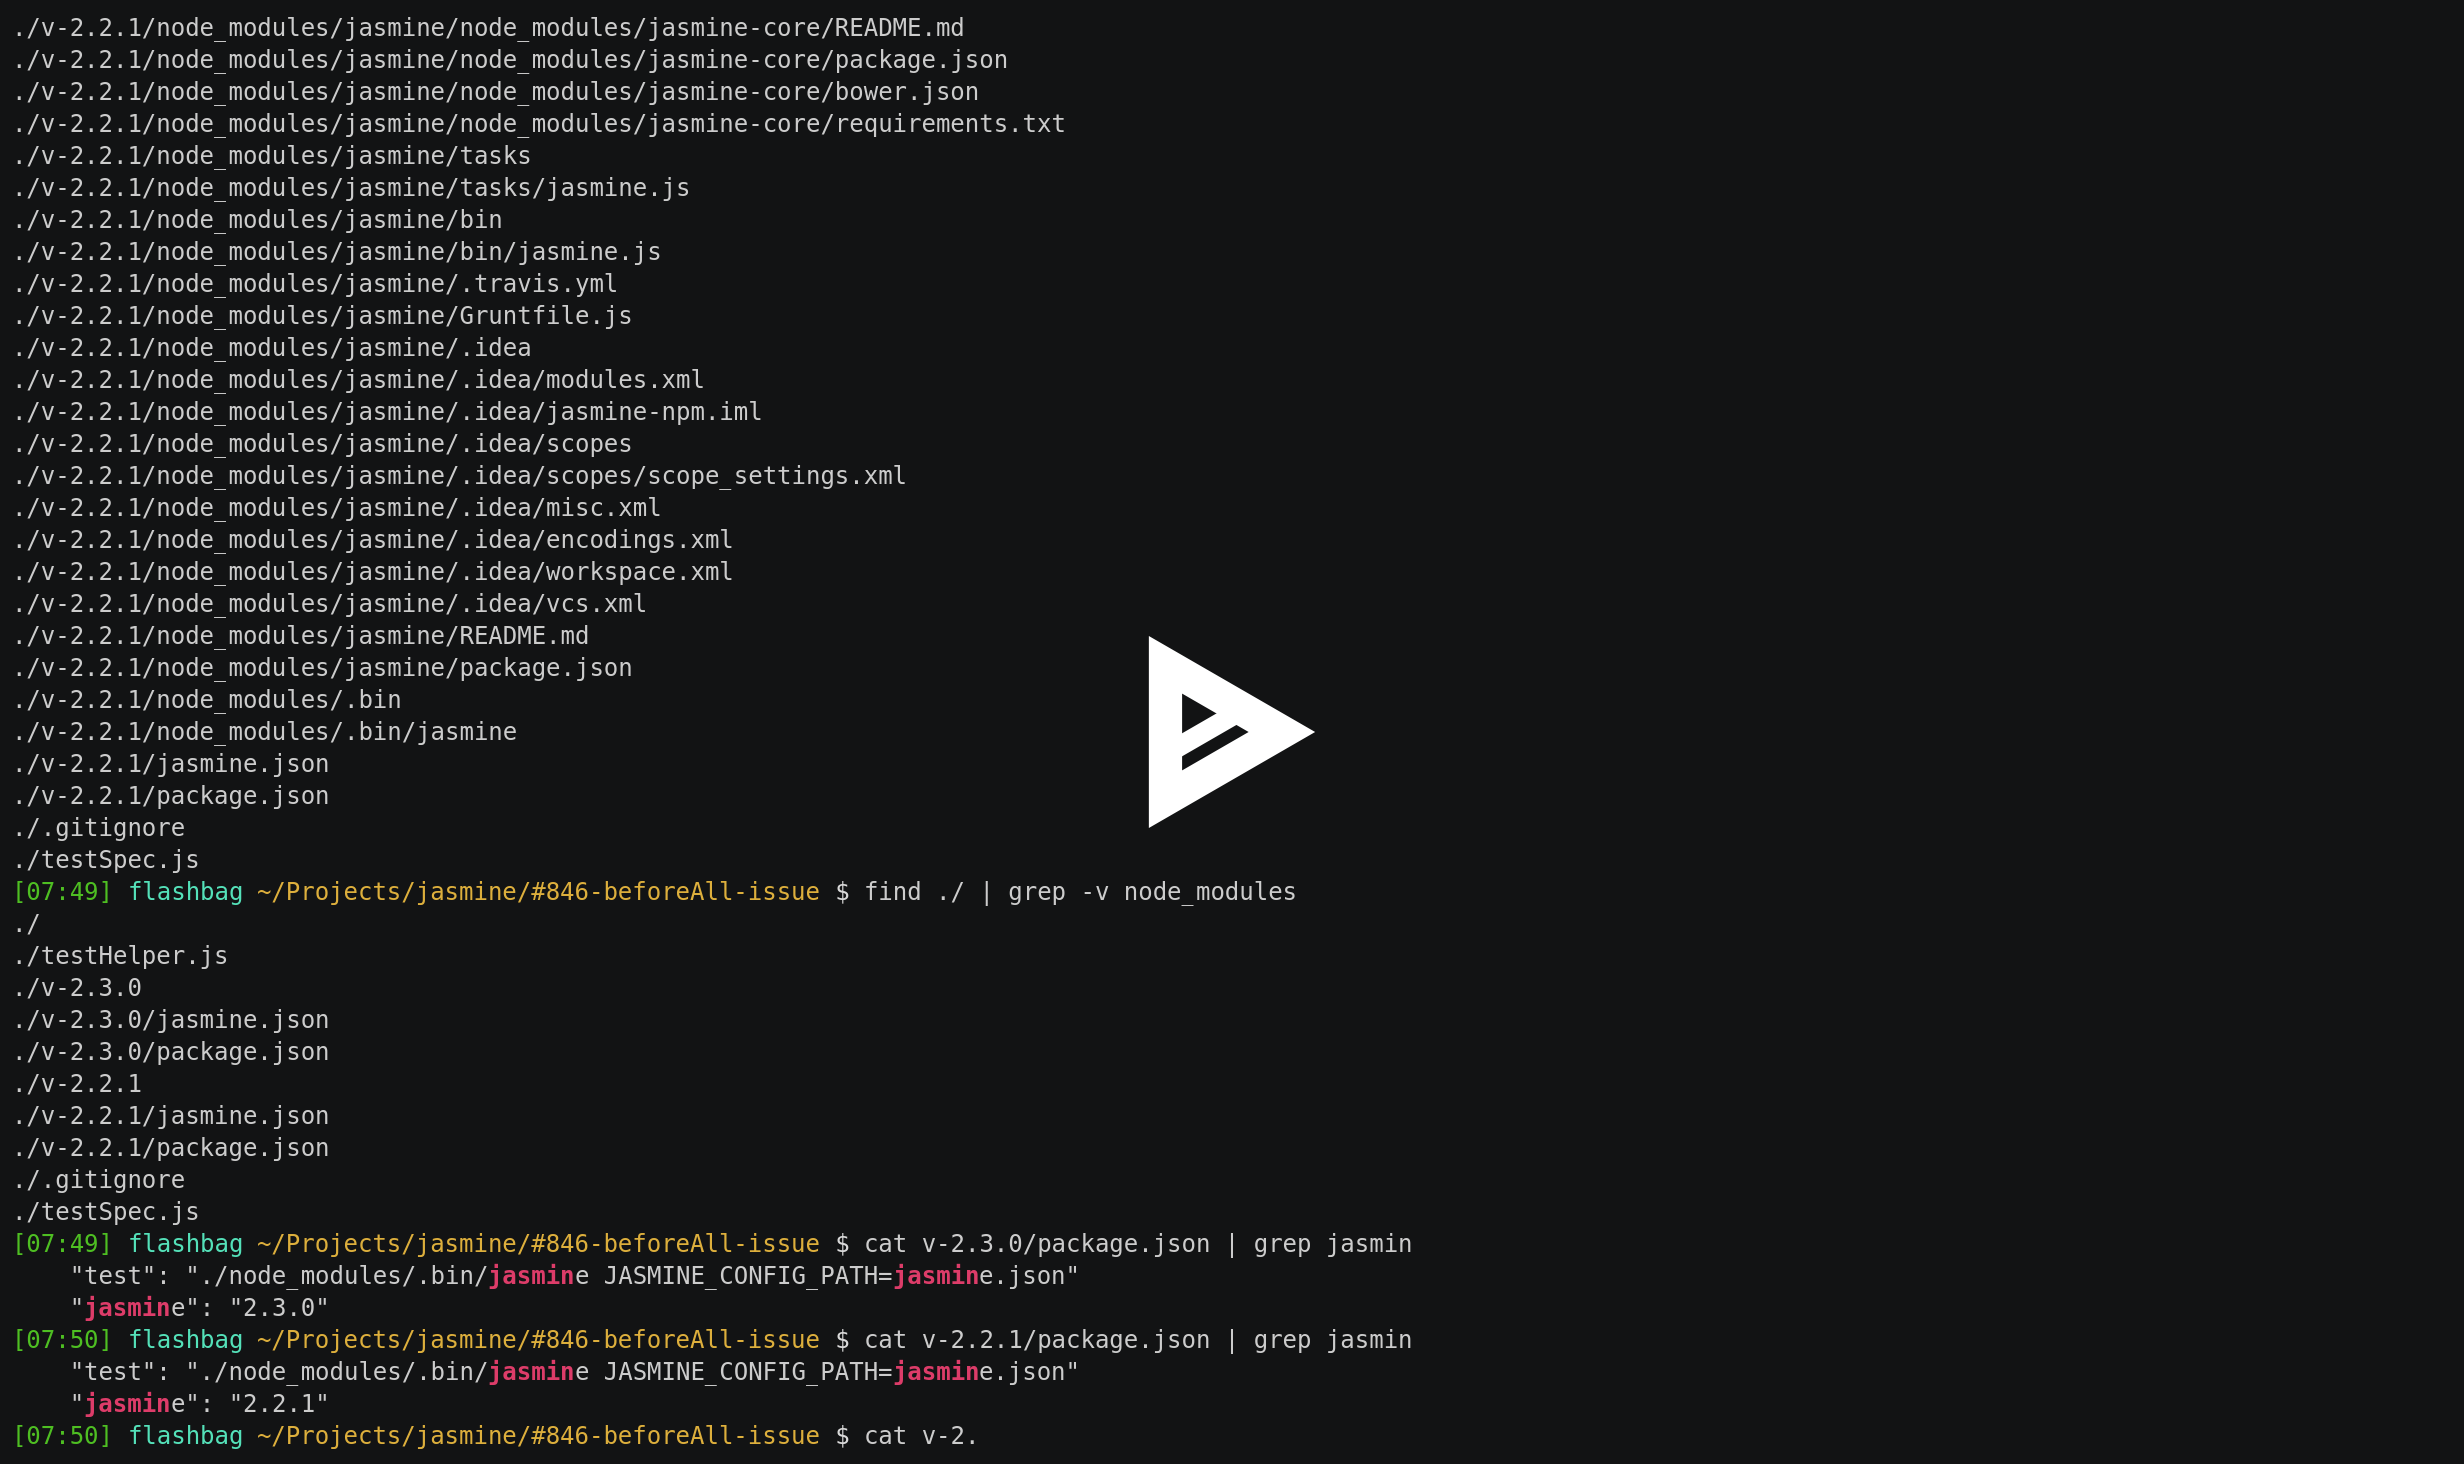 ./v-2.2.1/node_modules/jasmine/node_modules/jasmine-core/README.md
./v-2.2.1/node_modules/jasmine/node_modules/jasmine-core/package.json
./v-2.2.1/node_modules/jasmine/node_modules/jasmine-core/bower.json
./v-2.2.1/node_modules/jasmine/node_modules/jasmine-core/requirements.txt
./v-2.2.1/node_modules/jasmine/tasks
./v-2.2.1/node_modules/jasmine/tasks/jasmine.js
./v-2.2.1/node_modules/jasmine/bin
./v-2.2.1/node_modules/jasmine/bin/jasmine.js
./v-2.2.1/node_modules/jasmine/.travis.yml
./v-2.2.1/node_modules/jasmine/Gruntfile.js
./v-2.2.1/node_modules/jasmine/.idea
./v-2.2.1/node_modules/jasmine/.idea/modules.xml
./v-2.2.1/node_modules/jasmine/.idea/jasmine-npm.iml
./v-2.2.1/node_modules/jasmine/.idea/scopes
./v-2.2.1/node_modules/jasmine/.idea/scopes/scope_settings.xml
./v-2.2.1/node_modules/jasmine/.idea/misc.xml
./v-2.2.1/node_modules/jasmine/.idea/encodings.xml
./v-2.2.1/node_modules/jasmine/.idea/workspace.xml
./v-2.2.1/node_modules/jasmine/.idea/vcs.xml
./v-2.2.1/node_modules/jasmine/README.md
./v-2.2.1/node_modules/jasmine/package.json
./v-2.2.1/node_modules/.bin
./v-2.2.1/node_modules/.bin/jasmine
./v-2.2.1/jasmine.json
./v-2.2.1/package.json
./.gitignore
./testSpec.js
[07:49] flashbag ~/Projects/jasmine/#846-beforeAll-issue $ find ./ | grep -v node_modules
./
./testHelper.js
./v-2.3.0
./v-2.3.0/jasmine.json
./v-2.3.0/package.json
./v-2.2.1
./v-2.2.1/jasmine.json
./v-2.2.1/package.json
./.gitignore
./testSpec.js
[07:49] flashbag ~/Projects/jasmine/#846-beforeAll-issue $ cat v-2.3.0/package.json | grep jasmin
    "test": "./node_modules/.bin/jasmine JASMINE_CONFIG_PATH=jasmine.json"
    "jasmine": "2.3.0"
[07:50] flashbag ~/Projects/jasmine/#846-beforeAll-issue $ cat v-2.2.1/package.json | grep jasmin
    "test": "./node_modules/.bin/jasmine JASMINE_CONFIG_PATH=jasmine.json"
    "jasmine": "2.2.1"
[07:50] flashbag ~/Projects/jasmine/#846-beforeAll-issue $ cat v-2.